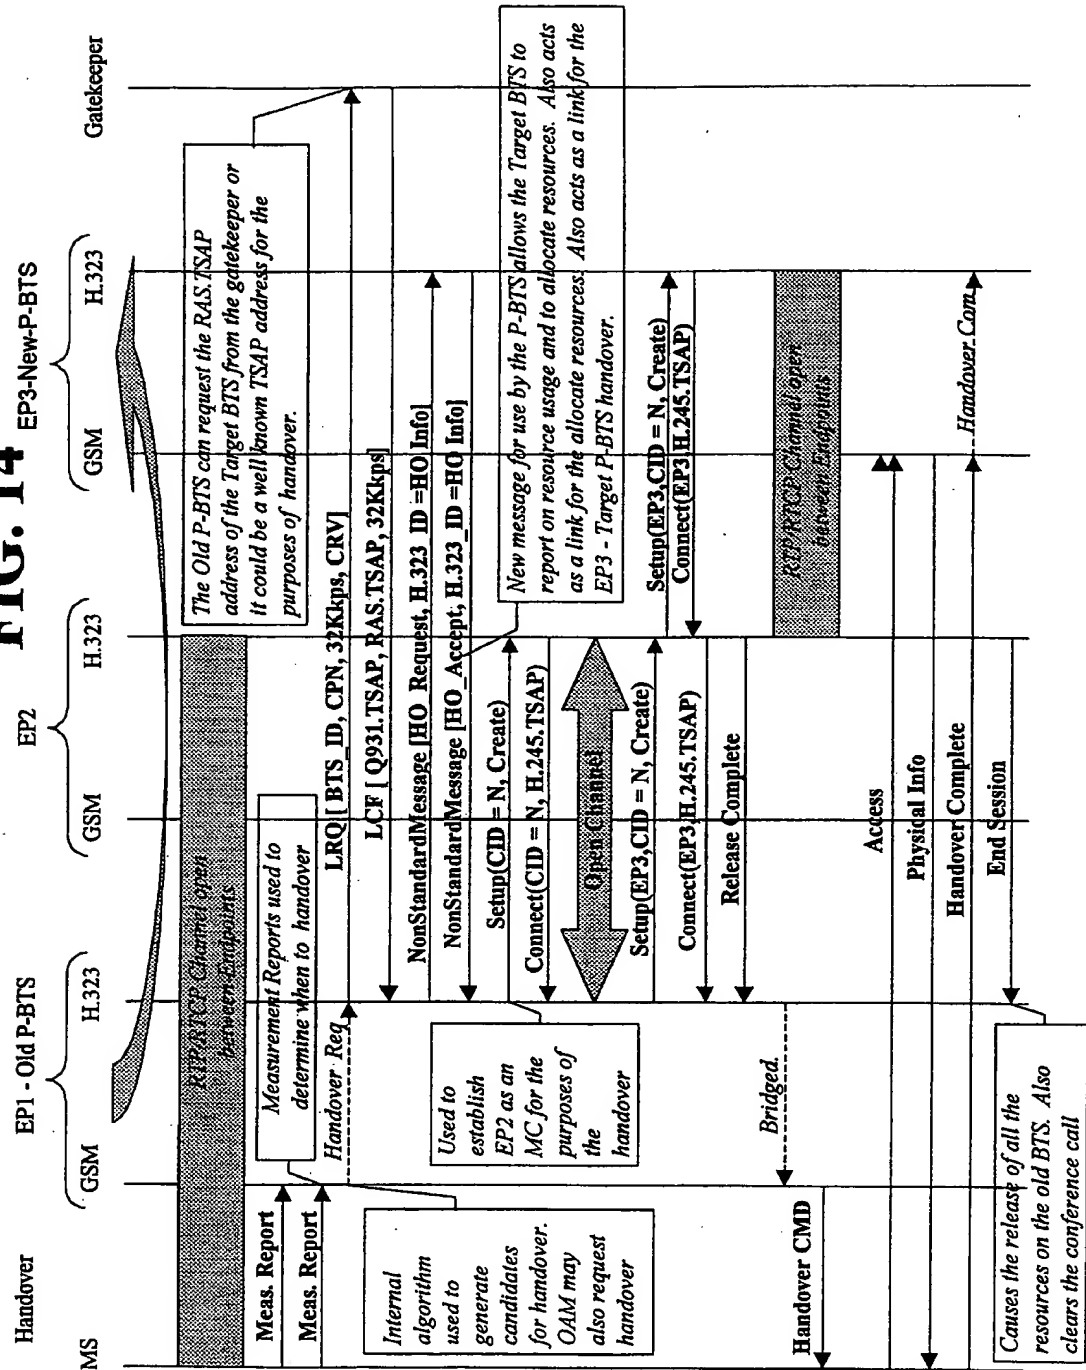 FIG. 14
Handover
EP1 - Old P-BTS
EP2
EP3-New-P-BTS
MS
GSM
H.323
GSM
H.323
GSM
H.323
Gatekeeper
RTP/RTCP Channel open
between Endpoints
The Old P-BTS can request the RAS.TSAP
address of the Target BTS from the gatekeeper or
it could be a well known TSAP address for the
purposes of handover.
Meas. Report
Meas. Report
Measurement Reports used to
determine when to handover
Handover Req
LRQ [ BTS_ID, CPN, 32Kkps, CRV]
LCF [ Q931.TSAP, RAS.TSAP, 32Kkps]
Internal
algorithm
used to
generate
candidates
for handover.
OAM may
also request
handover
NonStandardMessage [HO_Request, H.323_ID =HO Info]
NonStandardMessage [HO_Accept, H.323_ID =HO Info]
New message for use by the P-BTS allows the Target BTS to
report on resource usage and to allocate resources. Also acts
as a link for the allocate resources. Also acts as a link for the
EP3 - Target P-BTS handover.
Setup(CID = N, Create)
Connect(CID = N, H.245.TSAP)
Used to
establish
EP2 as an
MC for the
purposes of
the
handover
Open Channel
Setup(EP3,CID = N, Create)
Setup(EP3,CID = N, Create)
Connect(EP3,H.245.TSAP)
Connect(EP3,H.245.TSAP)
Release Complete
RTP/RTCP Channel open
between Endpoints
Bridged.
Handover CMD
Access
Physical Info
Handover Complete
Handover Com
End Session
Causes the release of all the
resources on the old BTS. Also
clears the conference call